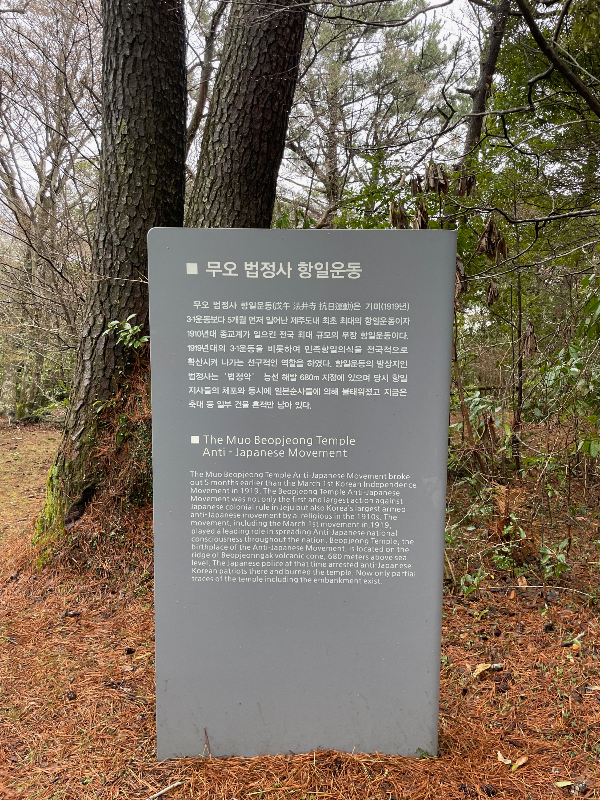 ■ 무오 법정사 항일운동
무오 법정사 항일운동(戊午 法井寺 抗日運動)은 기미(1919년)
3·1운동보다 5개월 먼저 일어난 제주도내 최초 최대의 항일운동이자
1910년대 종교계가 일으킨 전국 최대 규모의 무장 항일운동이다.
1919년대의 3·1운동을 비롯하여 민족항일의식을 전국적으로
확산시켜 나가는 선구적인 역할을 하였다. 항일운동의 발상지인
법정사는 "법정악" 능선 해발 680m 지점에 있으며 당시 항일
지사들의 체포와 동시에 일본순사들에 의해 불태워졌고 지금은
축대 등 일부 건물 흔적만 남아 있다.
■ The Muo Beopjeong Temple
Anti - Japanese Movement
The Muo Beopjeong Temple Anti-Japanese Movement broke
out 5 months earlier than the March 1st Korean Independence
Movement in 1919. The Beopjeong Temple Anti-Japanese
Movement was not only the first and largest action against
Japanese colonial rule in Jeju but also Korea's largest armed
anti-Japanese movement by a religious in the 1910s. The
movement, including the March 1st movement in 1919,
played a leading role in spreading Anti-Japanese national
consciousness throughout the nation. Beopjeong Temple, the
birthplace of the Anti-Japanese Movement, is located on the
ridge of Beopjeongak volcanic cone, 680 meters above sea
level. The Japanese police at that time arrested anti-Japanese
Korean patriots there and burned the temple. Now only partial
traces of the temple including the embankment exist.